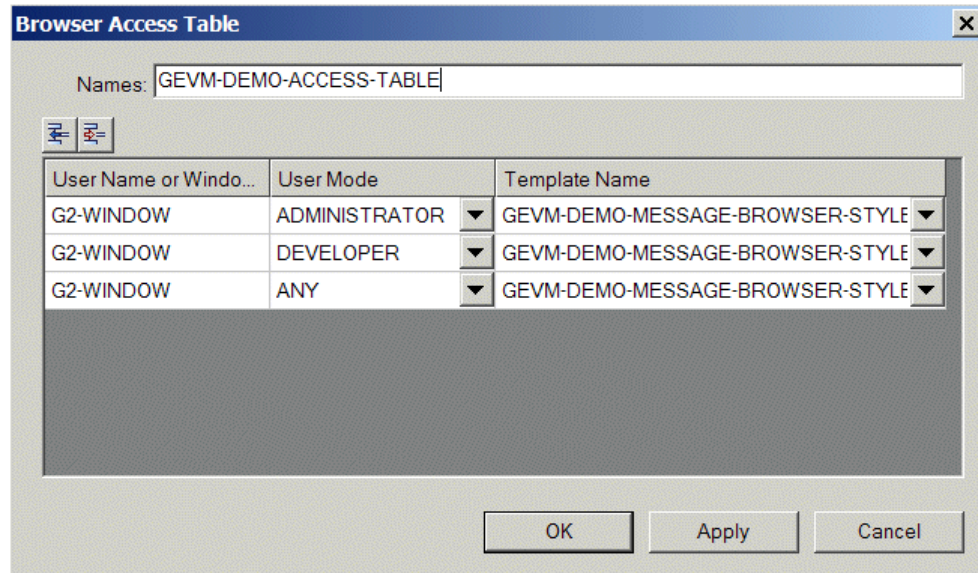 Browser Access Table
Names: GEVM-DEMO-ACCESS-TABLE
User Name or Windo... User Mode Template Name
G2-WINDOW ADMINISTRATOR GEVM-DEMO-MESSAGE-BROWSER-STYLE
G2-WINDOW DEVELOPER GEVM-DEMO-MESSAGE-BROWSER-STYLE
G2-WINDOW ANY GEVM-DEMO-MESSAGE-BROWSER-STYLE
OK Apply Cancel